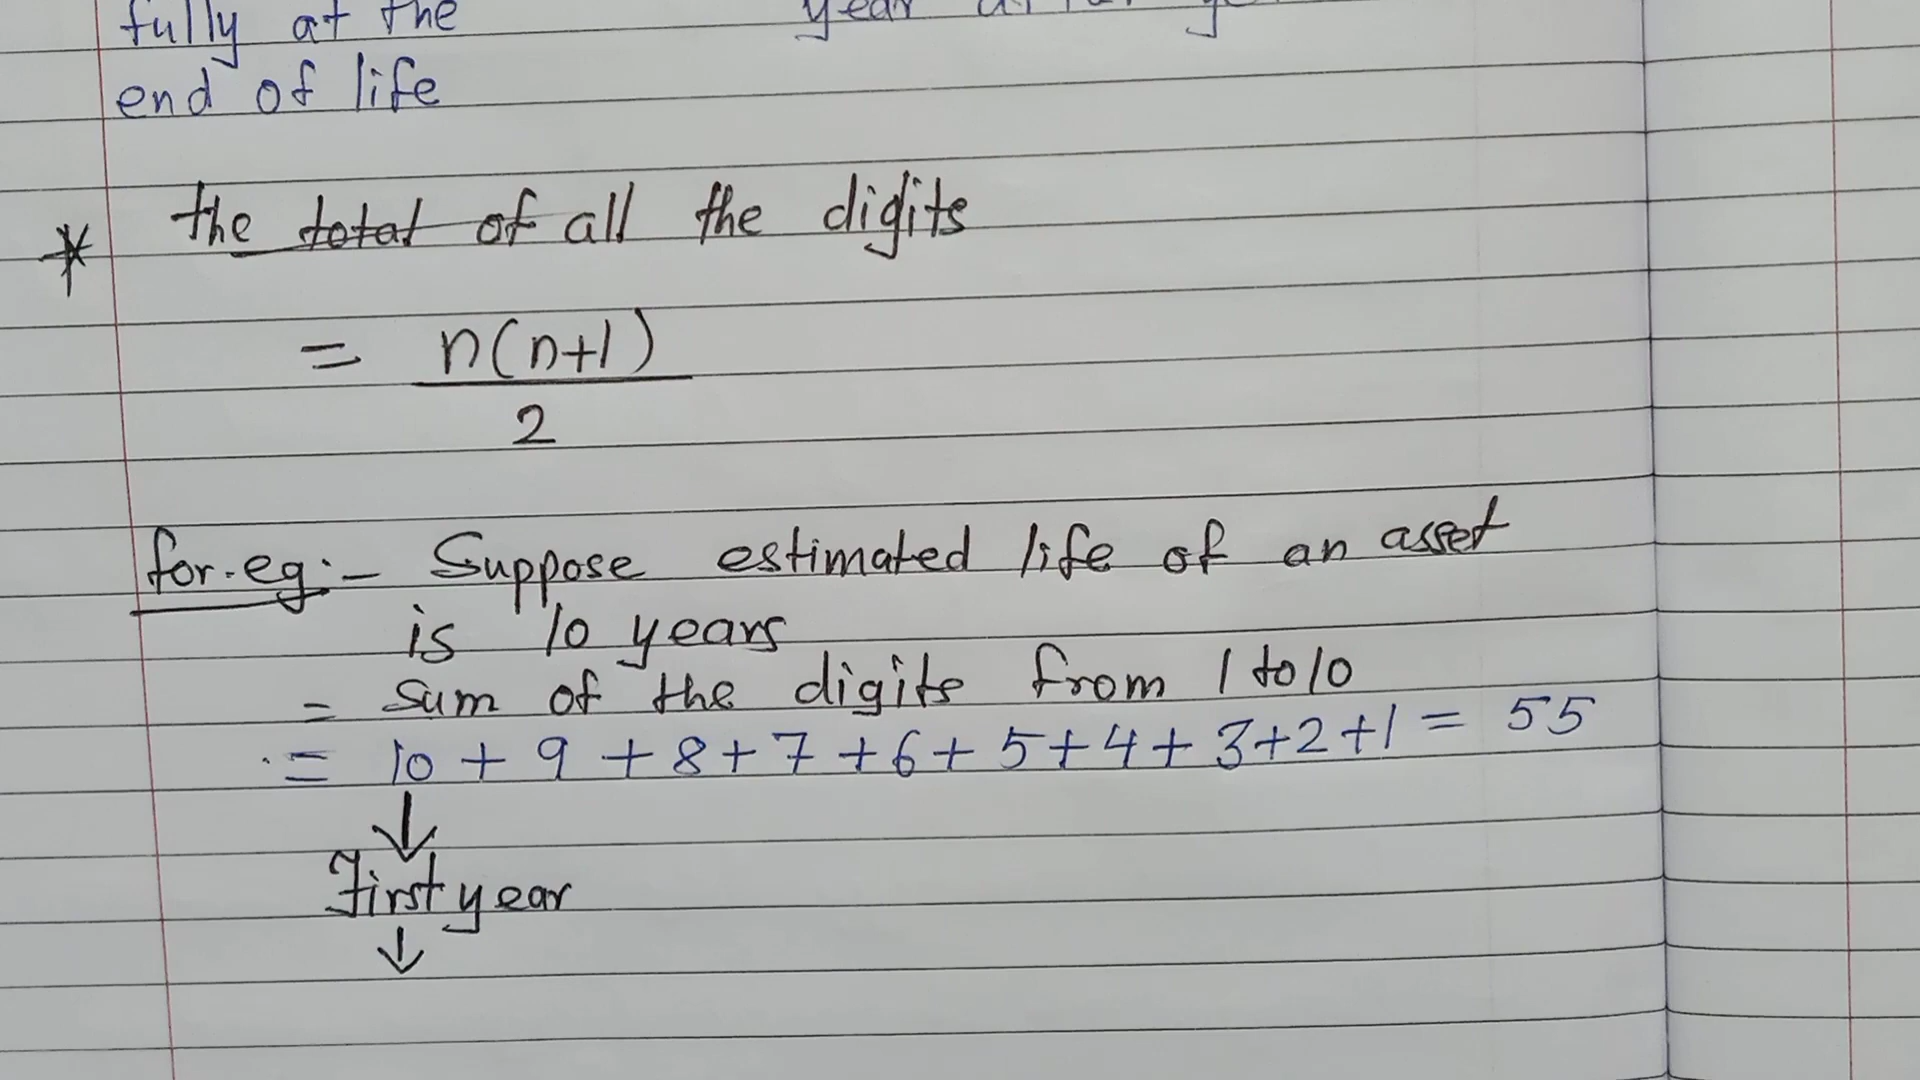 fully at the
year
end of life
* the total of all the digits
= n(n+1)
2
for.eg:- Suppose estimated life of an asset
is 10 years
= Sum of the digits from 1 to 10
= 10 + 9 + 8 + 7 + 6 + 5 + 4 + 3 + 2 + 1 = 55
↓
First year
↓